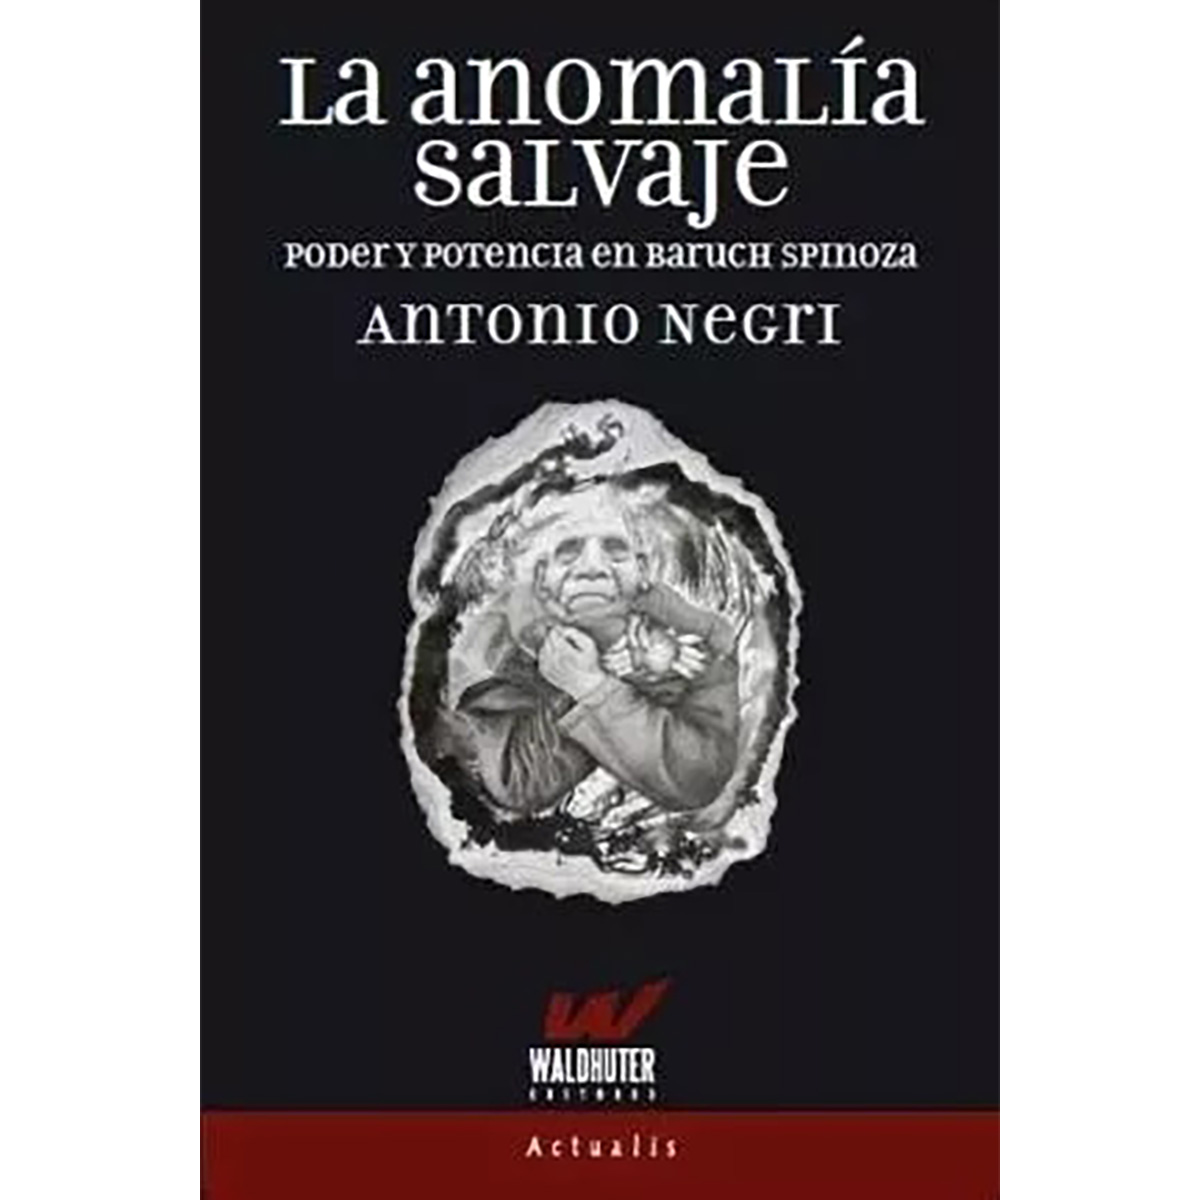 La anomalía
salvaje
Poder y potencia en Baruch Spinoza
Antonio Negri
W
WALDHUTER
EDITORES
Actualis